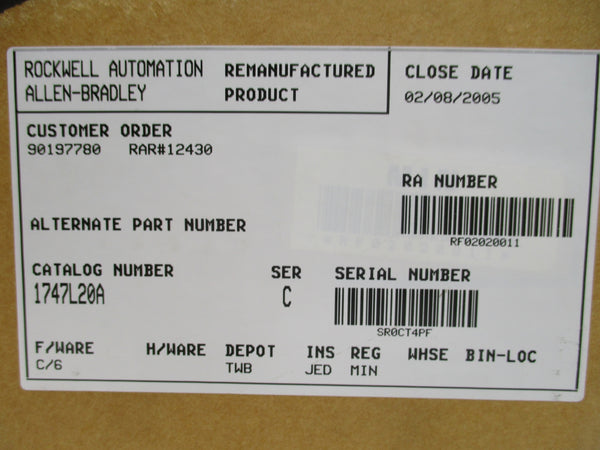 ROCKWELL AUTOMATION
ALLEN-BRADLEY
REMANUFACTURED
PRODUCT
CLOSE DATE
02/08/2005
CUSTOMER ORDER
90197780 RAR#12430
RA NUMBER
RF02020011
ALTERNATE PART NUMBER
CATALOG NUMBER SER SERIAL NUMBER
1747L20A C
SR0CT4PF
F/WARE H/WARE DEPOT INS REG WHSE BIN-LOC
C/6 TWB JED MIN